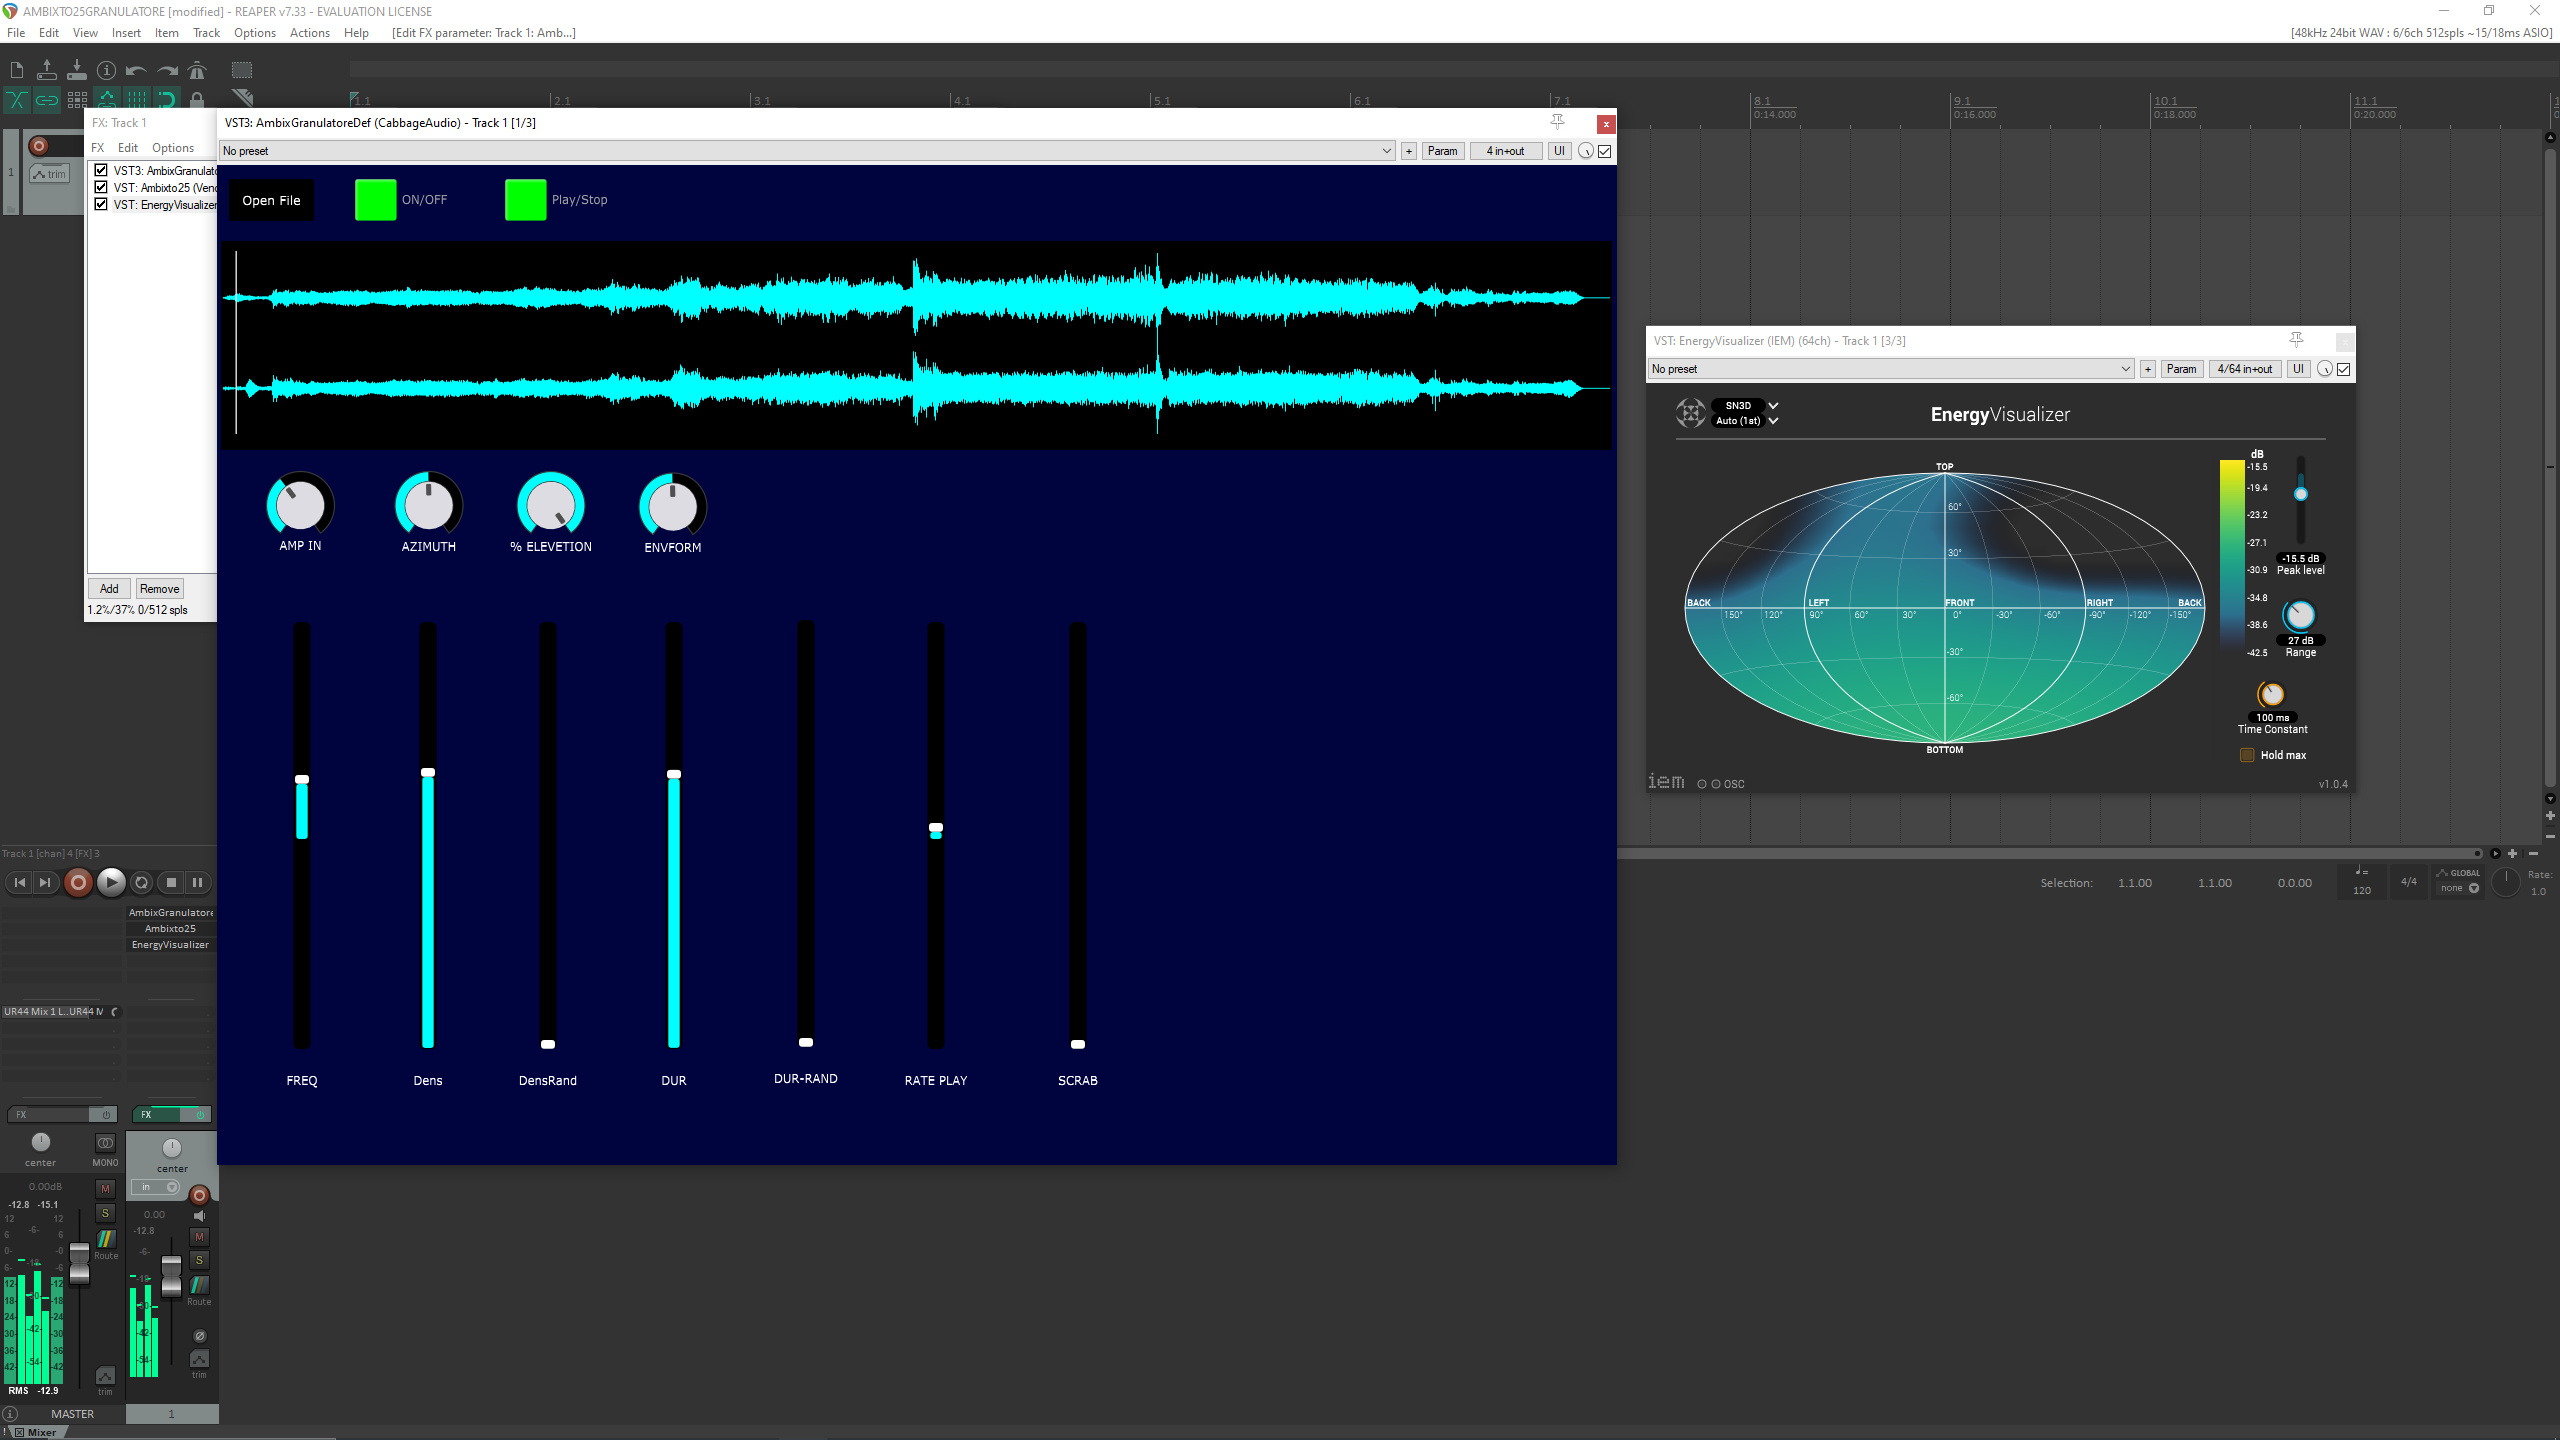 AMBIXTO25GRANULATORE [modified] - REAPER v7.33 - EVALUATION LICENSE
File Edit View Insert Item Track Options Actions Help [Edit FX parameter: Track 1: Amb...]
[48kHz 24bit WAV : 6/6ch 512spls ~15/18ms ASIO]
1.1 2.1 3.1 4.1 5.1 6.1 7.1 8.1 9.1 10.1 11.1
0:14.000 0:16.000 0:18.000 0:20.000
1
trim
FX: Track 1
FX Edit Options
VST3: AmbixGranulato
VST: Ambixto25 (Ven
VST: EnergyVisualizer
Add Remove
1.2%/37% 0/512 spls
VST3: AmbixGranulatoreDef (CabbageAudio) - Track 1 [1/3]
x
No preset
+ Param 4 in+out UI
Open File ON/OFF Play/Stop
AMP IN AZIMUTH % ELEVETION ENVFORM
FREQ Dens DensRand DUR DUR-RAND RATE PLAY SCRAB
VST: EnergyVisualizer (IEM) (64ch) - Track 1 [3/3]
No preset
+ Param 4/64 in+out UI
SN3D
Auto (1st)
EnergyVisualizer
TOP
60°
30°
BACK LEFT FRONT RIGHT BACK
150° 120° 90° 60° 30° 0° -30° -60° -90° -120° -150°
-30°
-60°
BOTTOM
dB
-15.5
-19.4
-23.2
-27.1
-30.9
-34.8
-38.6
-42.5
-15.5 dB
Peak level
27 dB
Range
100 ms
Time Constant
Hold max
iem OSC
v1.0.4
Track 1 [chan] 4 [FX] 3
Selection: 1.1.00 1.1.00 0.0.00
120
4/4
GLOBAL
none
Rate:
1.0
AmbixGranulatore
Ambixto25
EnergyVisualizer
UR44 Mix 1 L..UR44 M
FX FX
center MONO
center
in
0.00dB M
-12.8 -15.1
S
Route
0.00
-12.8
M
S
Route
trim
trim
RMS -12.9
MASTER
1
Mixer